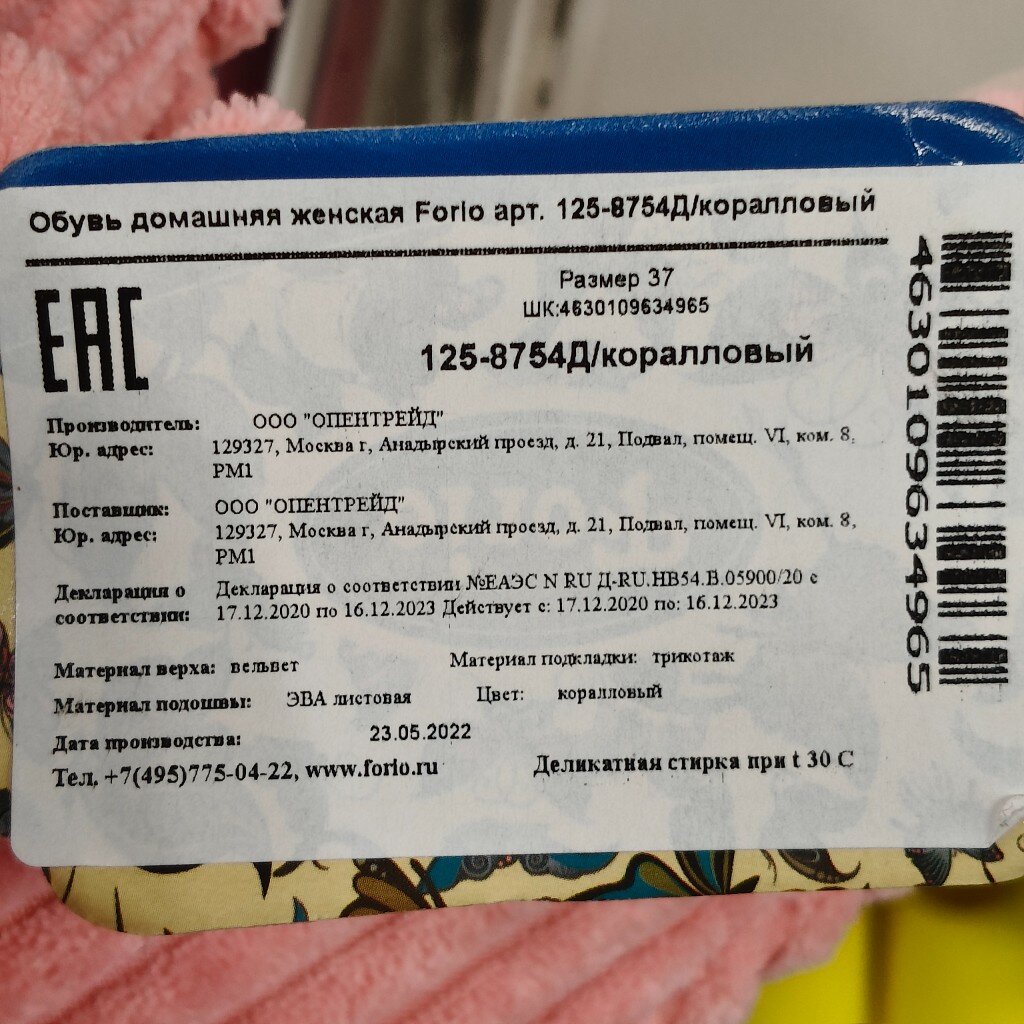 Обувь домашняя женская Forio арт. 125-8754Д/коралловый
EAC
Размер 37
ШК:4630109634965
125-8754Д/коралловый
Производитель: ООО "ОПЕНТРЕЙД"
Юр. адрес: 129327, Москва г, Анадырский проезд, д. 21, Подвал, помещ. VI, ком. 8,
РМ1
Поставщик: ООО "ОПЕНТРЕЙД"
Юр. адрес: 129327, Москва г, Анадырский проезд, д. 21, Подвал, помещ. VI, ком. 8,
РМ1
Декларация о соответствии: Декларация о соответствии №ЕАЭС N RU Д-RU.НВ54.В.05900/20 с
17.12.2020 по 16.12.2023 Действует с: 17.12.2020 по: 16.12.2023
Материал верха: вельвет Материал подкладки: трикотаж
Материал подошвы: ЭВА листовая Цвет: коралловый
Дата производства: 23.05.2022
Тел. +7(495)775-04-22, www.forio.ru Деликатная стирка при t 30 С
4630109634965